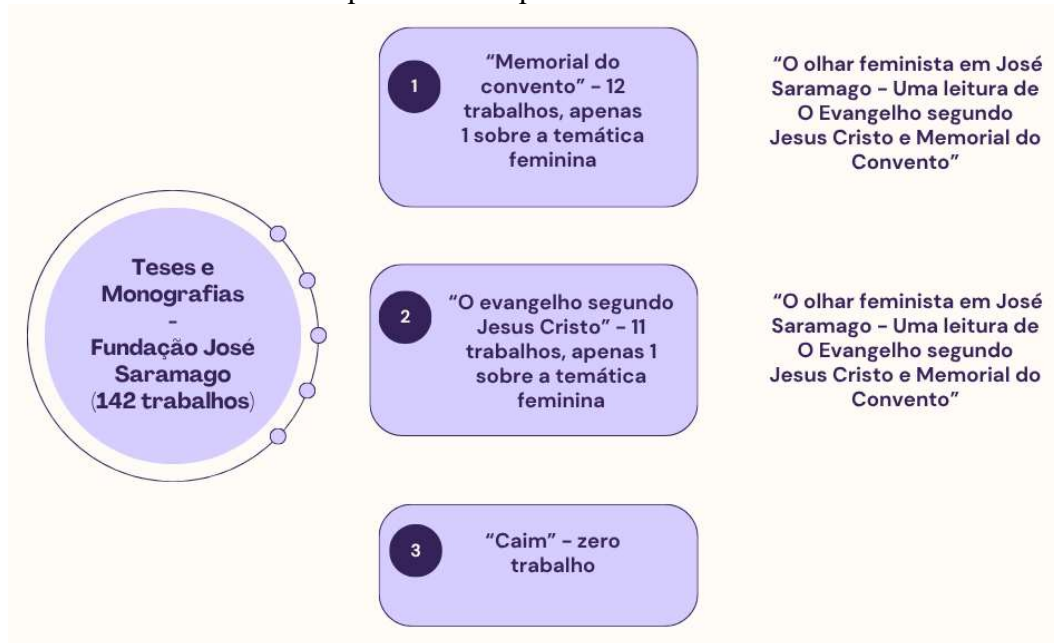 Teses e
Monografias
-
Fundação José
Saramago
(142 trabalhos)
1
“Memorial do
convento” - 12
trabalhos, apenas
1 sobre a temática
feminina
“O olhar feminista em José
Saramago - Uma leitura de
O Evangelho segundo
Jesus Cristo e Memorial do
Convento”
2
“O evangelho segundo
Jesus Cristo” - 11
trabalhos, apenas 1
sobre a temática
feminina
“O olhar feminista em José
Saramago - Uma leitura de
O Evangelho segundo
Jesus Cristo e Memorial do
Convento”
3
“Caim” - zero
trabalho